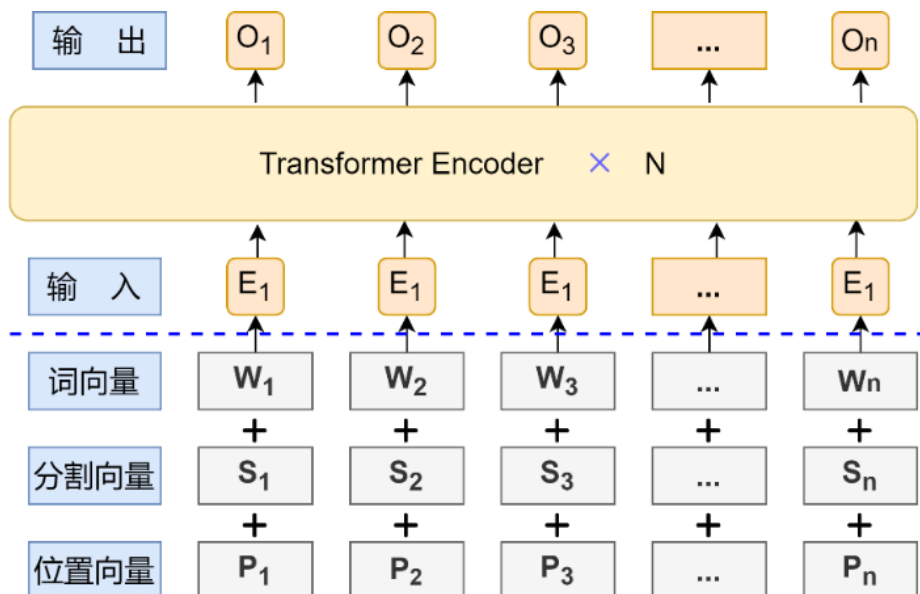 输 出 O1 O2 O3 ... On
Transformer Encoder × N
输 入 E1 E1 E1 ... E1
词向量 W1 W2 W3 ... Wn
+ + + + +
分割向量 S1 S2 S3 ... Sn
+ + + + +
位置向量 P1 P2 P3 ... Pn